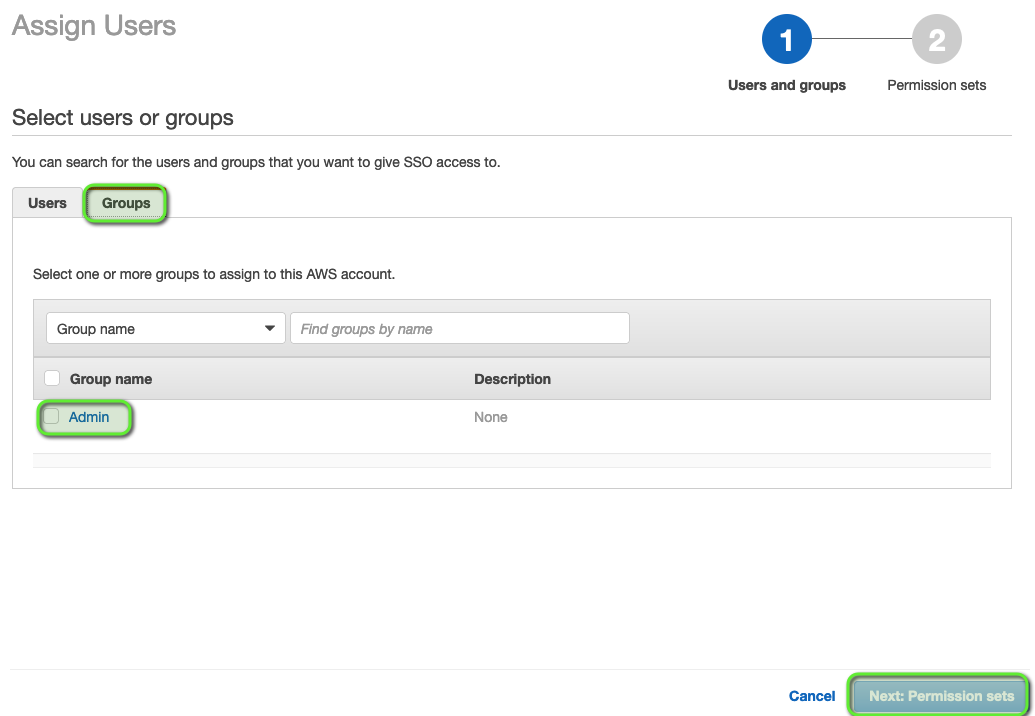 Assign Users
1
2
Users and groups
Permission sets
Select users or groups
You can search for the users and groups that you want to give SSO access to.
Users
Groups
Select one or more groups to assign to this AWS account.
Group name
Find groups by name
Group name
Description
Admin
None
Cancel
Next: Permission sets